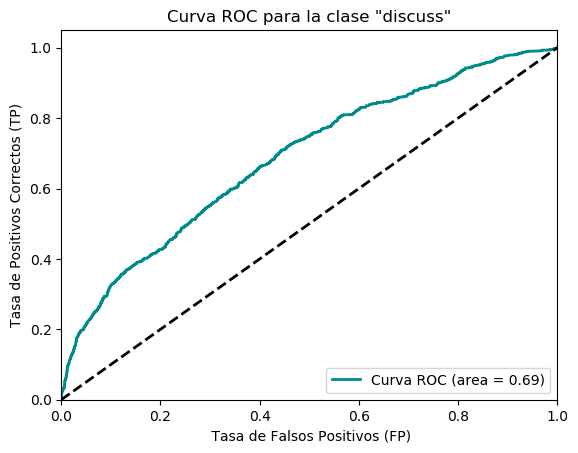 Curva ROC para la clase "discuss"
Tasa de Positivos Correctos (TP)
1.0
0.8
0.6
0.4
0.2
0.0
Curva ROC (area = 0.69)
0.0 0.2 0.4 0.6 0.8 1.0
Tasa de Falsos Positivos (FP)